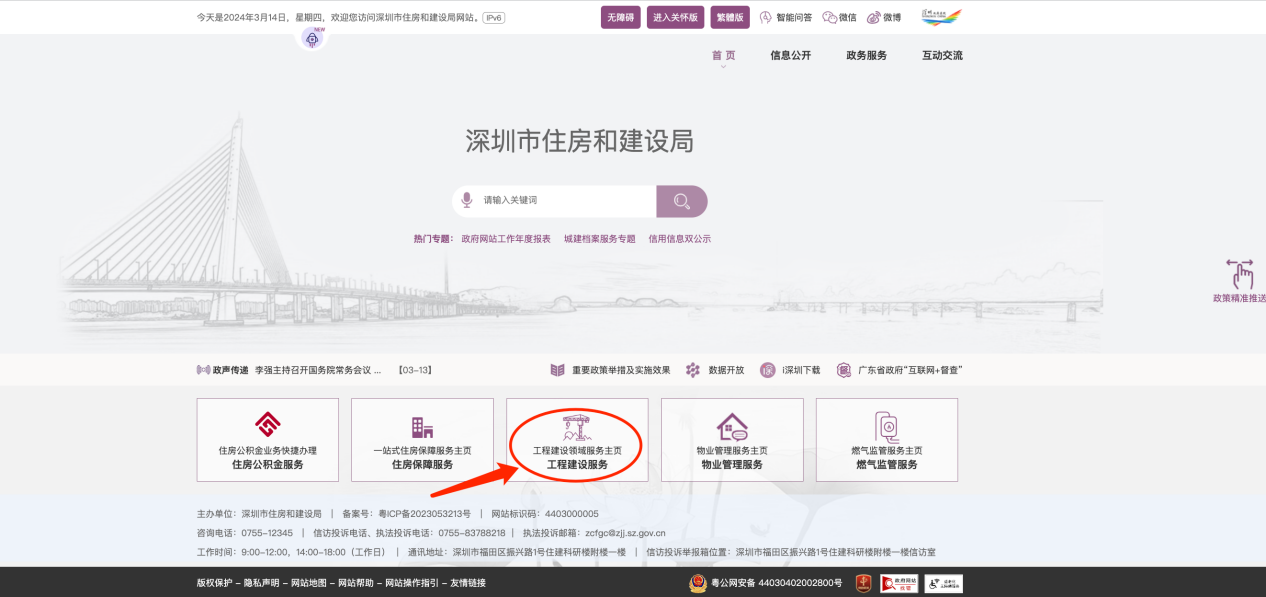 今天是2024年3月14日，星期四，欢迎您访问深圳市住房和建设局网站。 IPv6 无障碍 进入关怀版 繁體版 智能问答 微信 微博
NEW
首 页 信息公开 政务服务 互动交流
深圳市住房和建设局
请输入关键词
热门专题： 政府网站工作年度报表 城建档案服务专题 信用信息双公示
政策精准推送
政声传递 李强主持召开国务院常务会议 ... 【03-13】 重要政策举措及实施效果 数据开放 i深圳下载 广东省政府“互联网+督查”
住房公积金业务快捷办理 一站式住房保障服务主页 工程建设领域服务主页 物业管理服务主页 燃气监管服务主页
住房公积金服务 住房保障服务 工程建设服务 物业管理服务 燃气监管服务
主办单位：深圳市住房和建设局 | 备案号：粤ICP备2023053213号 | 网站标识码：4403000005
咨询电话：0755-12345 | 信访投诉电话、执法投诉电话：0755-83788218 | 执法投诉邮箱：zcfgc@zjj.sz.gov.cn
工作时间：9:00-12:00，14:00-18:00（工作日） | 通讯地址：深圳市福田区振兴路1号住建科研楼附楼一楼 | 信访投诉举报箱位置：深圳市福田区振兴路1号住建科研楼附楼一楼信访室
版权保护 – 隐私声明 – 网站地图 – 网站帮助 – 网站操作指引 – 友情链接 粤公网安备 44030402002800号 政府网站
找错